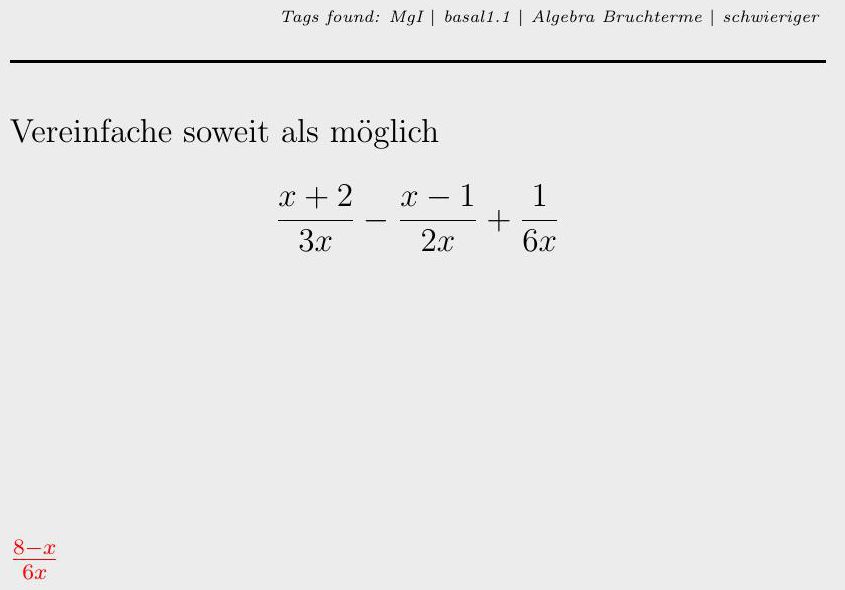 Tags found: MgI | basal1.1 | Algebra Bruchterme | schwieriger
Vereinfache soweit als möglich
\frac{x+2}{3x} - \frac{x-1}{2x} + \frac{1}{6x}
\frac{8-x}{6x}